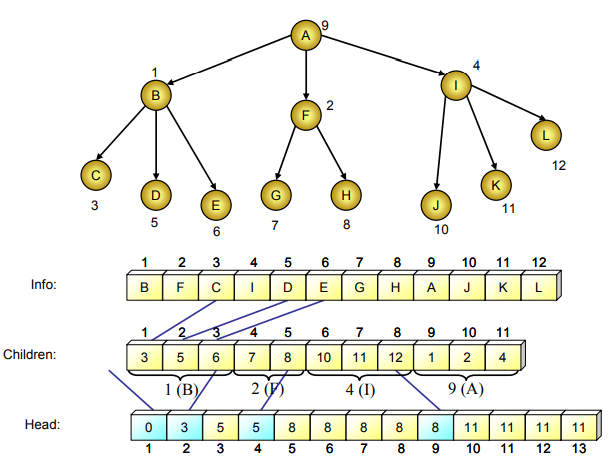 A 9
1 4
B I
F 2
L
C D E G H J K 12
3 5 6 7 8 10 11
1 2 3 4 5 6 7 8 9 10 11 12
Info: B F C I D E G H A J K L
1 2 3 4 5 6 7 8 9 10 11
Children: 3 5 6 7 8 10 11 12 1 2 4
1 (B) 2 (F) 4 (I) 9 (A)
Head: 0 3 5 5 8 8 8 8 8 11 11 11 11
1 2 3 4 5 6 7 8 9 10 11 12 13